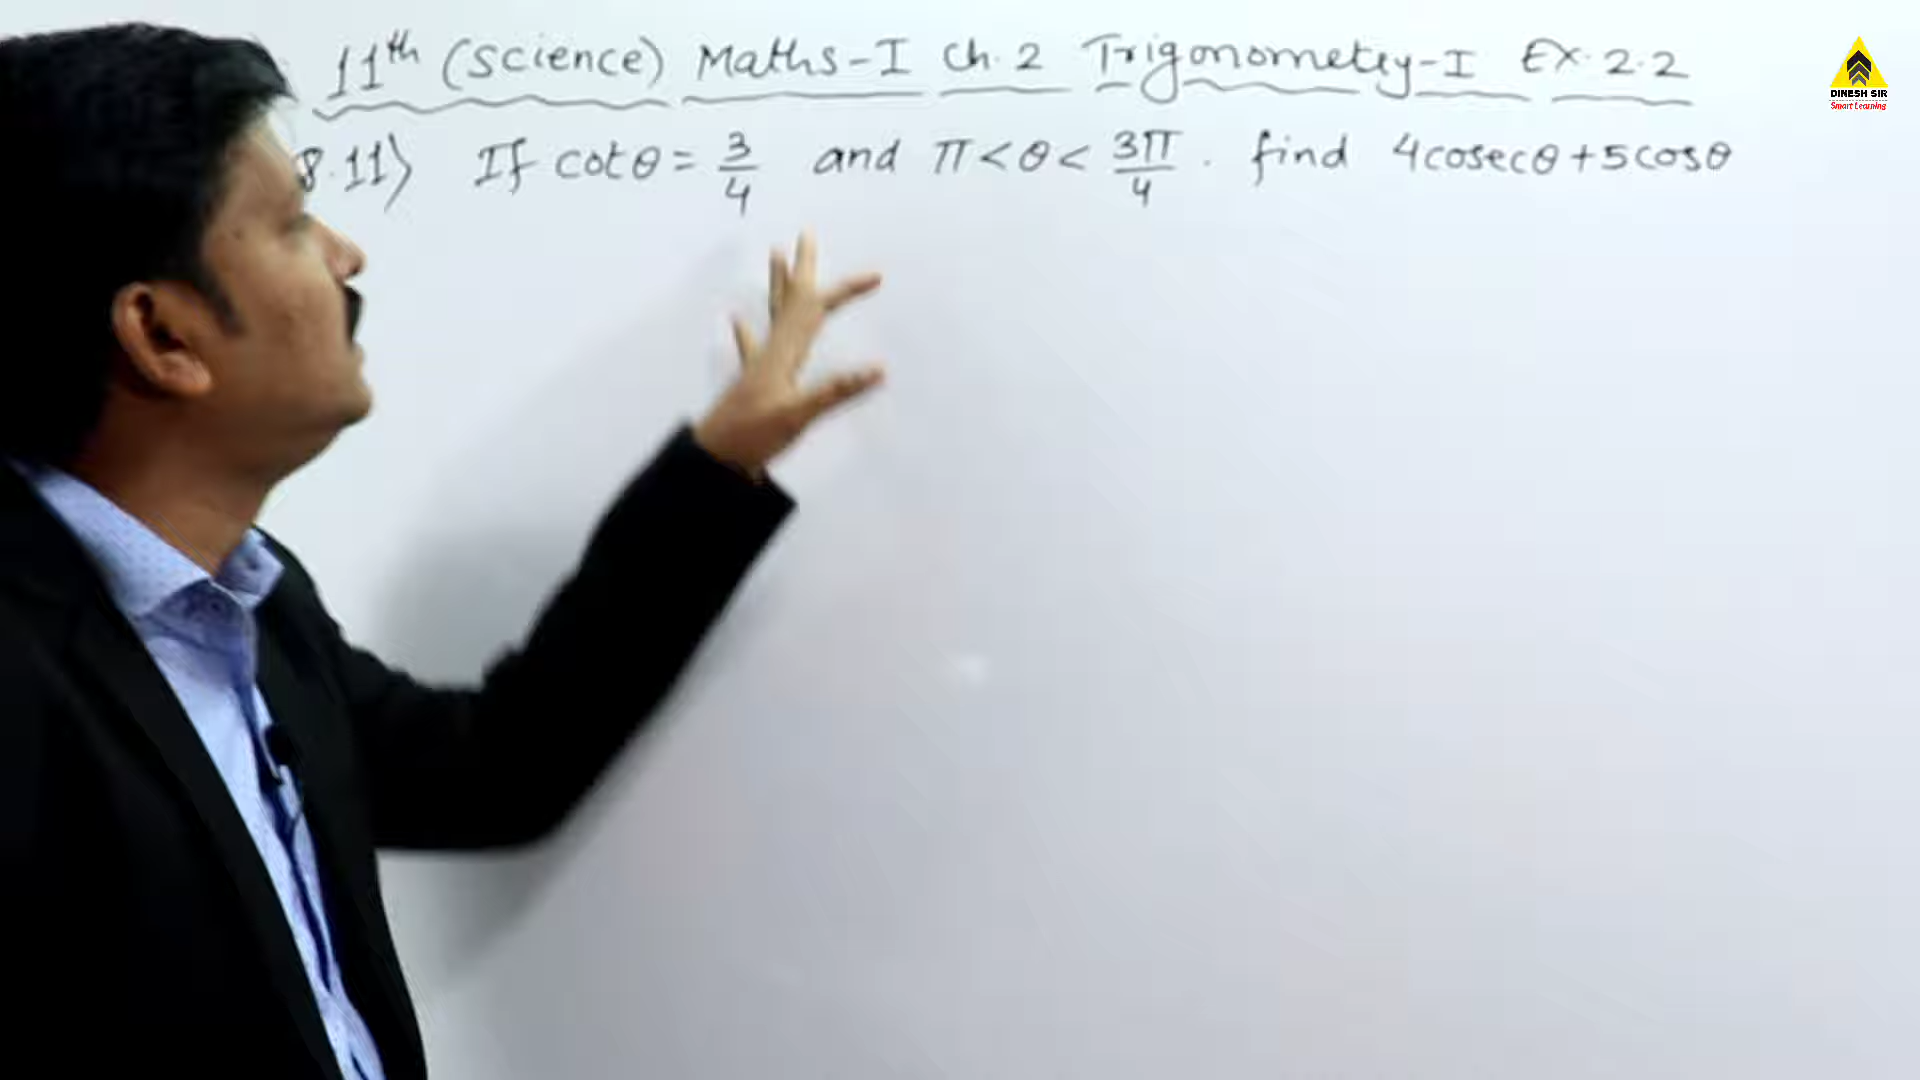 11th (Science) Maths-I Ch.2 Trigonometry-I Ex.2.2
8.11) If cotθ = 3/4 and π<θ< 3π/4 . find 4cosecθ+5cosθ
DINESH SIR
Smart Learning